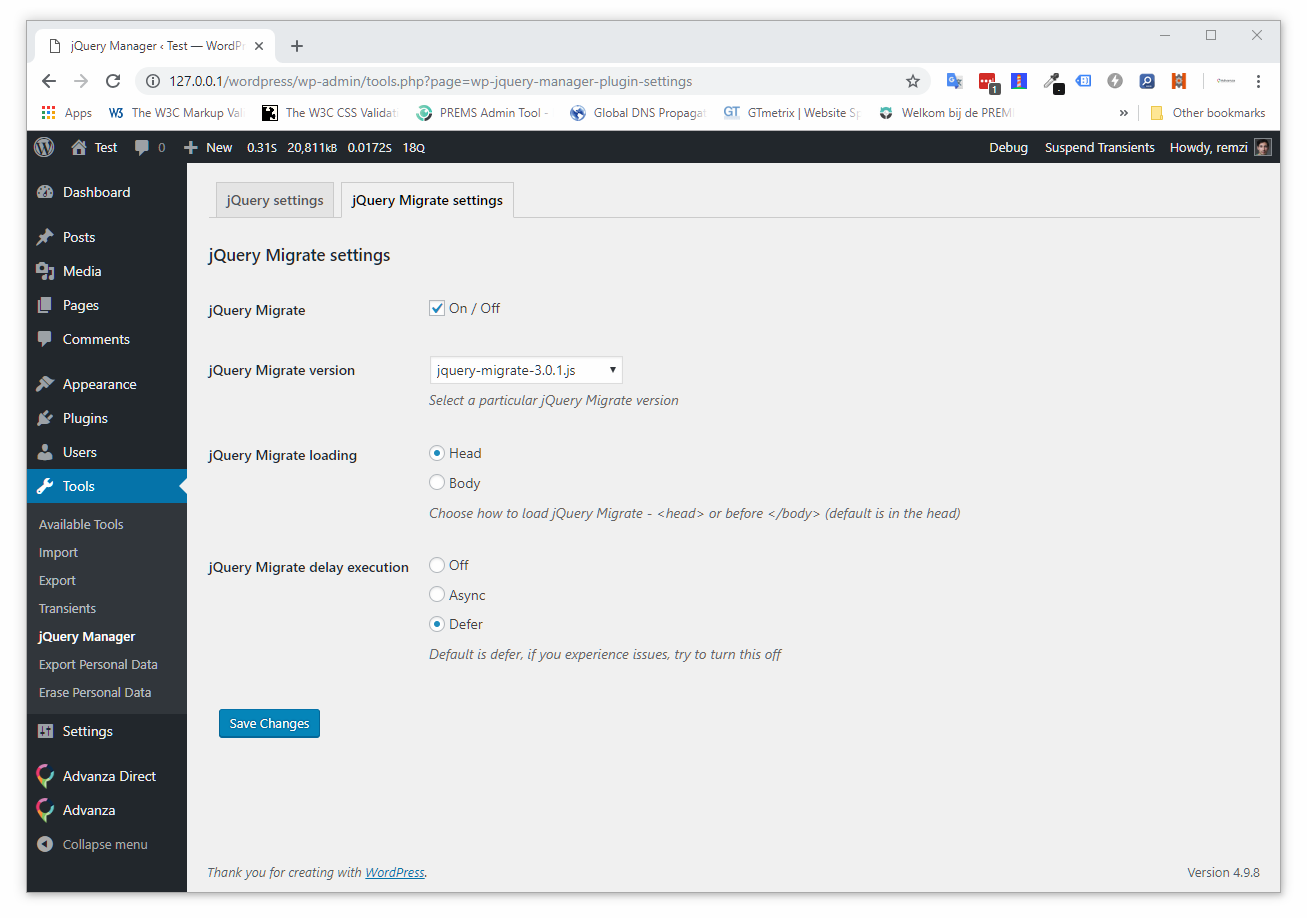 jQuery Manager ‹ Test — WordPr
127.0.0.1/wordpress/wp-admin/tools.php?page=wp-jquery-manager-plugin-settings
1
Apps
W3 The W3C Markup Val
The W3C CSS Validati
PREMS Admin Tool -
Global DNS Propagat
GT GTmetrix | Website Sp
Welkom bij de PREMI
» Other bookmarks
Test 0 New 0.31S 20,811KB 0.0172S 18Q
Debug Suspend Transients Howdy, remzi
Dashboard
Posts
Media
Pages
Comments
Appearance
Plugins
Users
Tools
Available Tools
Import
Export
Transients
jQuery Manager
Export Personal Data
Erase Personal Data
Settings
Advanza Direct
Advanza
Collapse menu
jQuery settings jQuery Migrate settings
jQuery Migrate settings
jQuery Migrate On / Off
jQuery Migrate version jquery-migrate-3.0.1.js
Select a particular jQuery Migrate version
jQuery Migrate loading Head
Body
Choose how to load jQuery Migrate - <head> or before </body> (default is in the head)
jQuery Migrate delay execution Off
Async
Defer
Default is defer, if you experience issues, try to turn this off
Save Changes
Thank you for creating with WordPress. Version 4.9.8